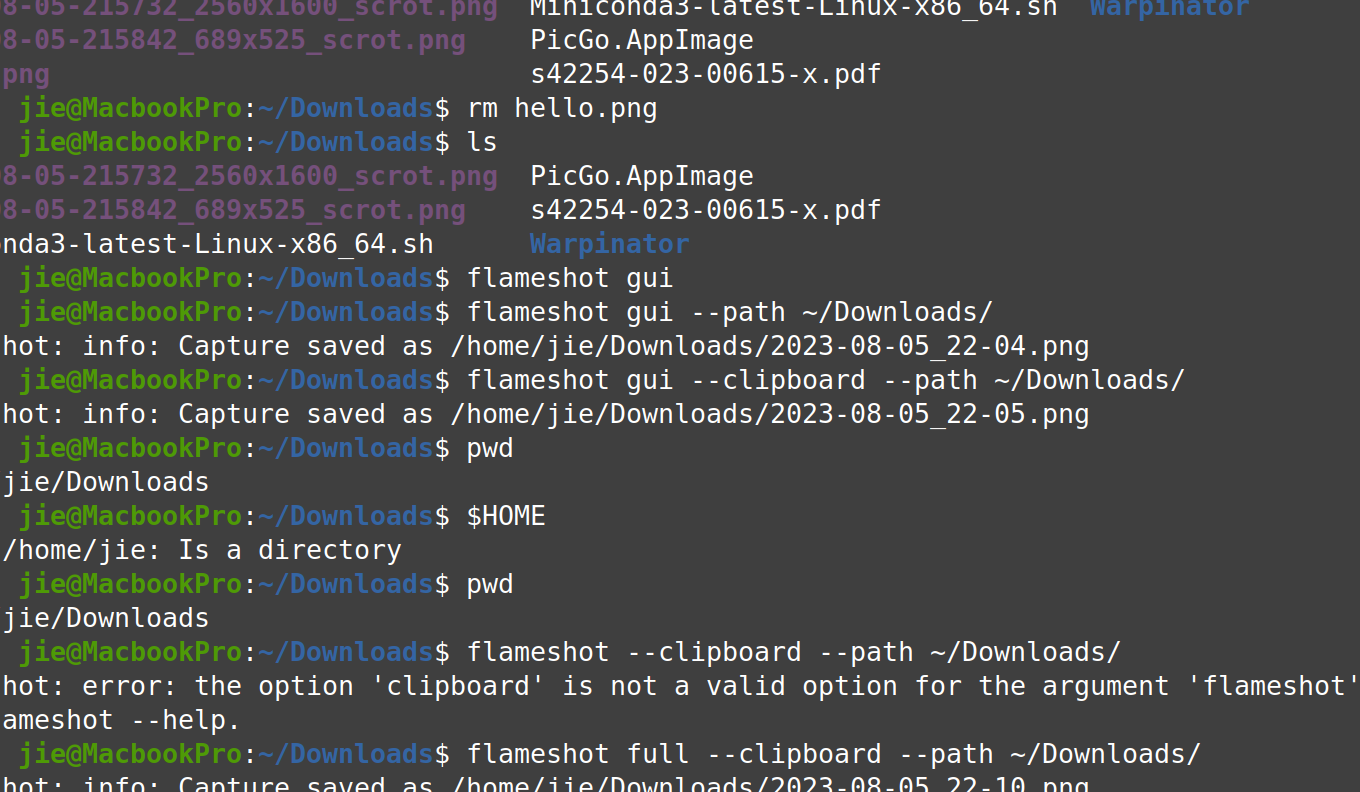 8-05-215732_2560x1600_scrot.png  Miniconda3-latest-Linux-x86_64.sh  Warpinator
8-05-215842_689x525_scrot.png    PicGo.AppImage
png                              s42254-023-00615-x.pdf
jie@MacbookPro:~/Downloads$ rm hello.png
jie@MacbookPro:~/Downloads$ ls
8-05-215732_2560x1600_scrot.png  PicGo.AppImage
8-05-215842_689x525_scrot.png    s42254-023-00615-x.pdf
nda3-latest-Linux-x86_64.sh      Warpinator
jie@MacbookPro:~/Downloads$ flameshot gui
jie@MacbookPro:~/Downloads$ flameshot gui --path ~/Downloads/
hot: info: Capture saved as /home/jie/Downloads/2023-08-05_22-04.png
jie@MacbookPro:~/Downloads$ flameshot gui --clipboard --path ~/Downloads/
hot: info: Capture saved as /home/jie/Downloads/2023-08-05_22-05.png
jie@MacbookPro:~/Downloads$ pwd
jie/Downloads
jie@MacbookPro:~/Downloads$ $HOME
/home/jie: Is a directory
jie@MacbookPro:~/Downloads$ pwd
jie/Downloads
jie@MacbookPro:~/Downloads$ flameshot --clipboard --path ~/Downloads/
hot: error: the option 'clipboard' is not a valid option for the argument 'flameshot'
ameshot --help.
jie@MacbookPro:~/Downloads$ flameshot full --clipboard --path ~/Downloads/
hot: info: Capture saved as /home/jie/Downloads/2023-08-05_22-10.png